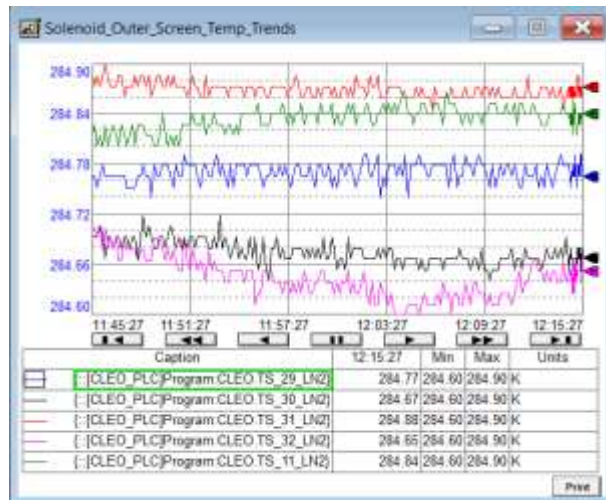 Solenoid_Outer_Screen_Temp_Trends
284.90
284.84
284.78
284.72
284.66
284.60
11:45:27 11:51:27 11:57:27 12:03:27 12:09:27 12:15:27
Caption 12:15:27 Min Max Units
{::[CLEO_PLC]Program:CLEO.TS_29_LN2} 284.77 284.60 284.90 K
{::[CLEO_PLC]Program:CLEO.TS_30_LN2} 284.67 284.60 284.90 K
{::[CLEO_PLC]Program:CLEO.TS_31_LN2} 284.88 284.60 284.90 K
{::[CLEO_PLC]Program:CLEO.TS_32_LN2} 284.65 284.60 284.90 K
{::[CLEO_PLC]Program:CLEO.TS_11_LN2} 284.84 284.60 284.90 K
Print